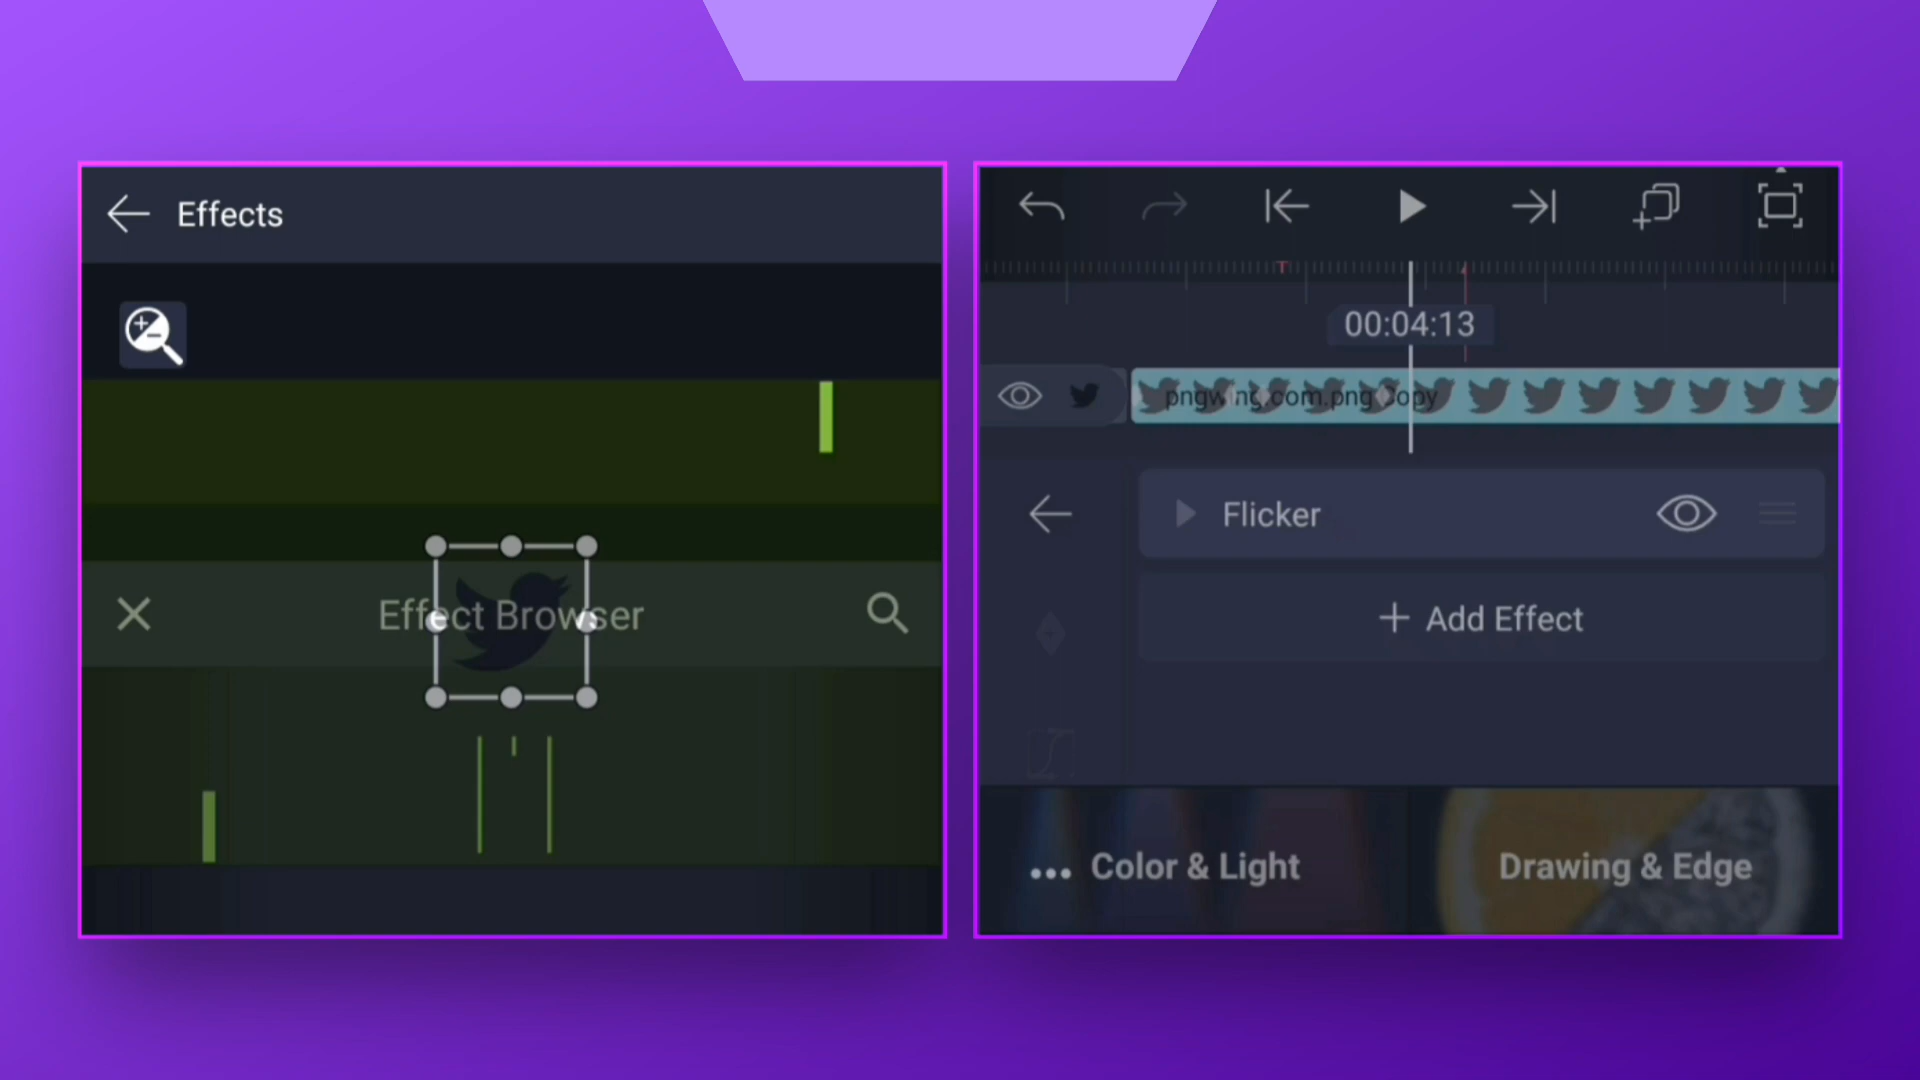 Effects
Effect Browser
00:04:13
pngwing.com.png Copy
Flicker
+ Add Effect
Color & Light
Drawing & Edge